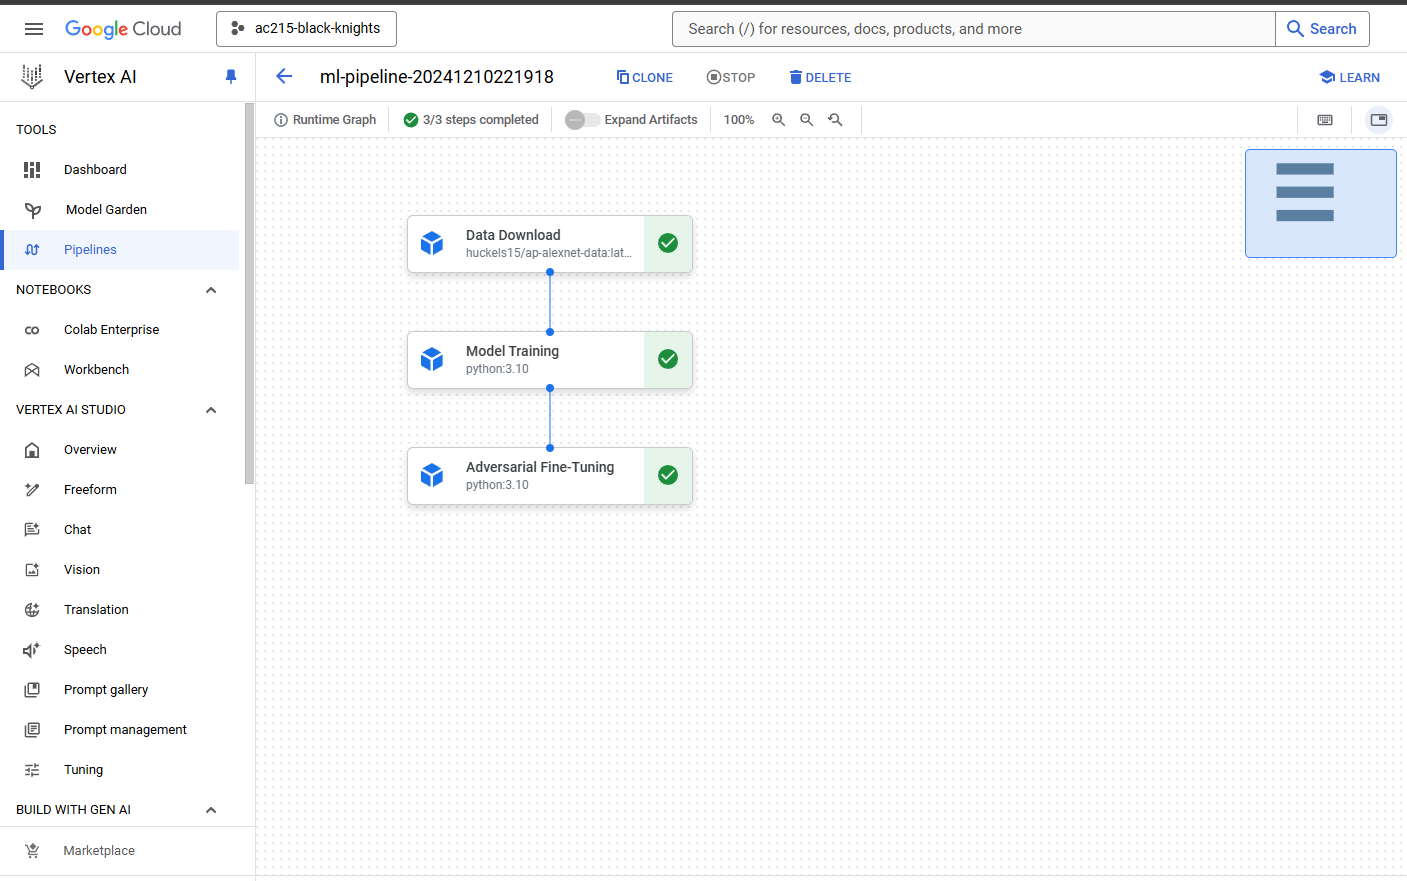 Google Cloud
ac215-black-knights
Search (/) for resources, docs, products, and more
Search
Vertex AI
ml-pipeline-20241210221918
CLONE
STOP
DELETE
LEARN
Runtime Graph
3/3 steps completed
Expand Artifacts
100%
TOOLS
Dashboard
Model Garden
Pipelines
NOTEBOOKS
Colab Enterprise
Workbench
VERTEX AI STUDIO
Overview
Freeform
Chat
Vision
Translation
Speech
Prompt gallery
Prompt management
Tuning
BUILD WITH GEN AI
Marketplace
Data Download
huckels15/ap-alexnet-data:lat...
Model Training
python:3.10
Adversarial Fine-Tuning
python:3.10